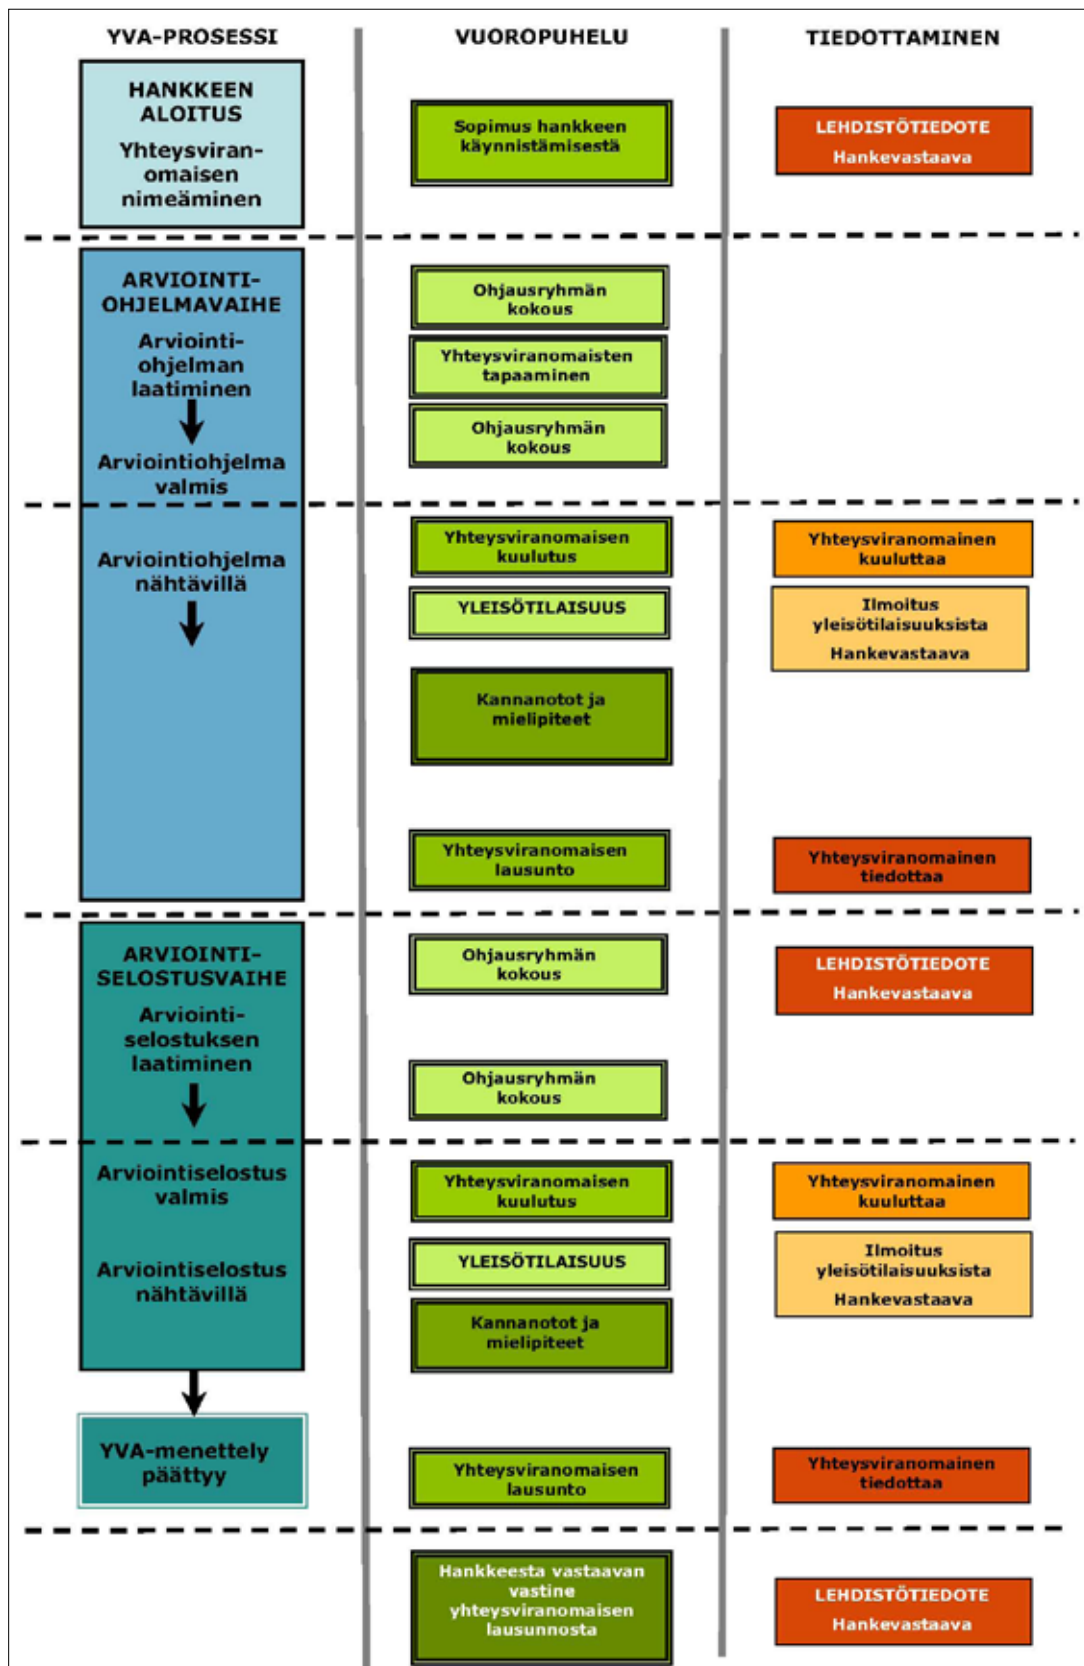 YVA-PROSESSI
VUOROPUHELU
TIEDOTTAMINEN
HANKKEEN
ALOITUS
Yhteysviran-
omaisen
nimeäminen
Sopimus hankkeen
käynnistämisestä
LEHDISTÖTIEDOTE
Hankevastaava
ARVIOINTI-
OHJELMAVAIHE
Arviointi-
ohjelman
laatiminen
Arviointiohjelma
valmis
Ohjausryhmän
kokous
Yhteysviranomaisten
tapaaminen
Ohjausryhmän
kokous
Arviointiohjelma
nähtävillä
Yhteysviranomaisen
kuulutus
YLEISÖTILAISUUS
Kannanotot ja
mielipiteet
Yhteysviranomaisen
lausunto
Yhteysviranomainen
kuuluttaa
Ilmoitus
yleisötilaisuuksista
Hankevastaava
Yhteysviranomainen
tiedottaa
ARVIOINTI-
SELOSTUSVAIHE
Arviointi-
selostuksen
laatiminen
Ohjausryhmän
kokous
Ohjausryhmän
kokous
LEHDISTÖTIEDOTE
Hankevastaava
Arviointiselostus
valmis
Arviointiselostus
nähtävillä
YVA-menettely
päättyy
Yhteysviranomaisen
kuulutus
YLEISÖTILAISUUS
Kannanotot ja
mielipiteet
Yhteysviranomaisen
lausunto
Yhteysviranomainen
kuuluttaa
Ilmoitus
yleisötilaisuuksista
Hankevastaava
Yhteysviranomainen
tiedottaa
Hankkeesta vastaavan
vastine
yhteysviranomaisen
lausunnosta
LEHDISTÖTIEDOTE
Hankevastaava